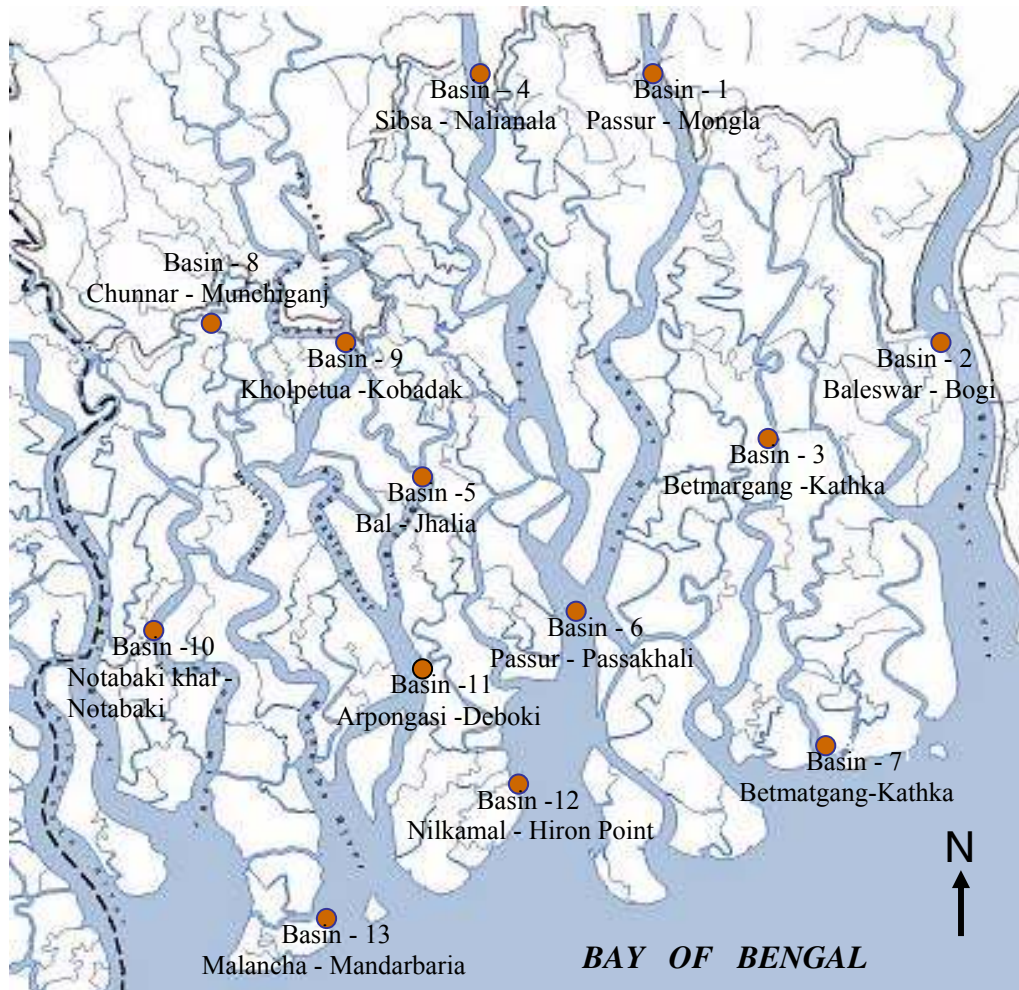 Basin – 4
Sibsa - Nalianala
Basin - 1
Passur - Mongla
Basin - 8
Chunnar - Munchiganj
Basin - 9
Kholpetua -Kobadak
Basin - 2
Baleswar - Bogi
Basin - 3
Betmargang -Kathka
Basin -5
Bal - Jhalia
Basin -10
Notabaki khal -
Notabaki
Basin - 6
Passur - Passakhali
Basin -11
Arpongasi -Deboki
Basin - 7
Betmatgang-Kathka
Basin -12
Nilkamal - Hiron Point
N
Basin - 13
Malancha - Mandarbaria
BAY OF BENGAL